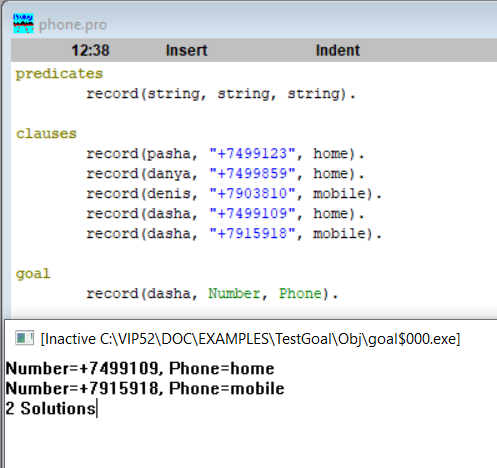 phone.pro
12:38 Insert Indent
predicates
record(string, string, string).
clauses
record(pasha, "+7499123", home).
record(danya, "+7499859", home).
record(denis, "+7903810", mobile).
record(dasha, "+7499109", home).
record(dasha, "+7915918", mobile).
goal
record(dasha, Number, Phone).
[Inactive C:\VIP52\DOC\EXAMPLES\TestGoal\Obj\goal$000.exe]
Number=+7499109, Phone=home
Number=+7915918, Phone=mobile
2 Solutions